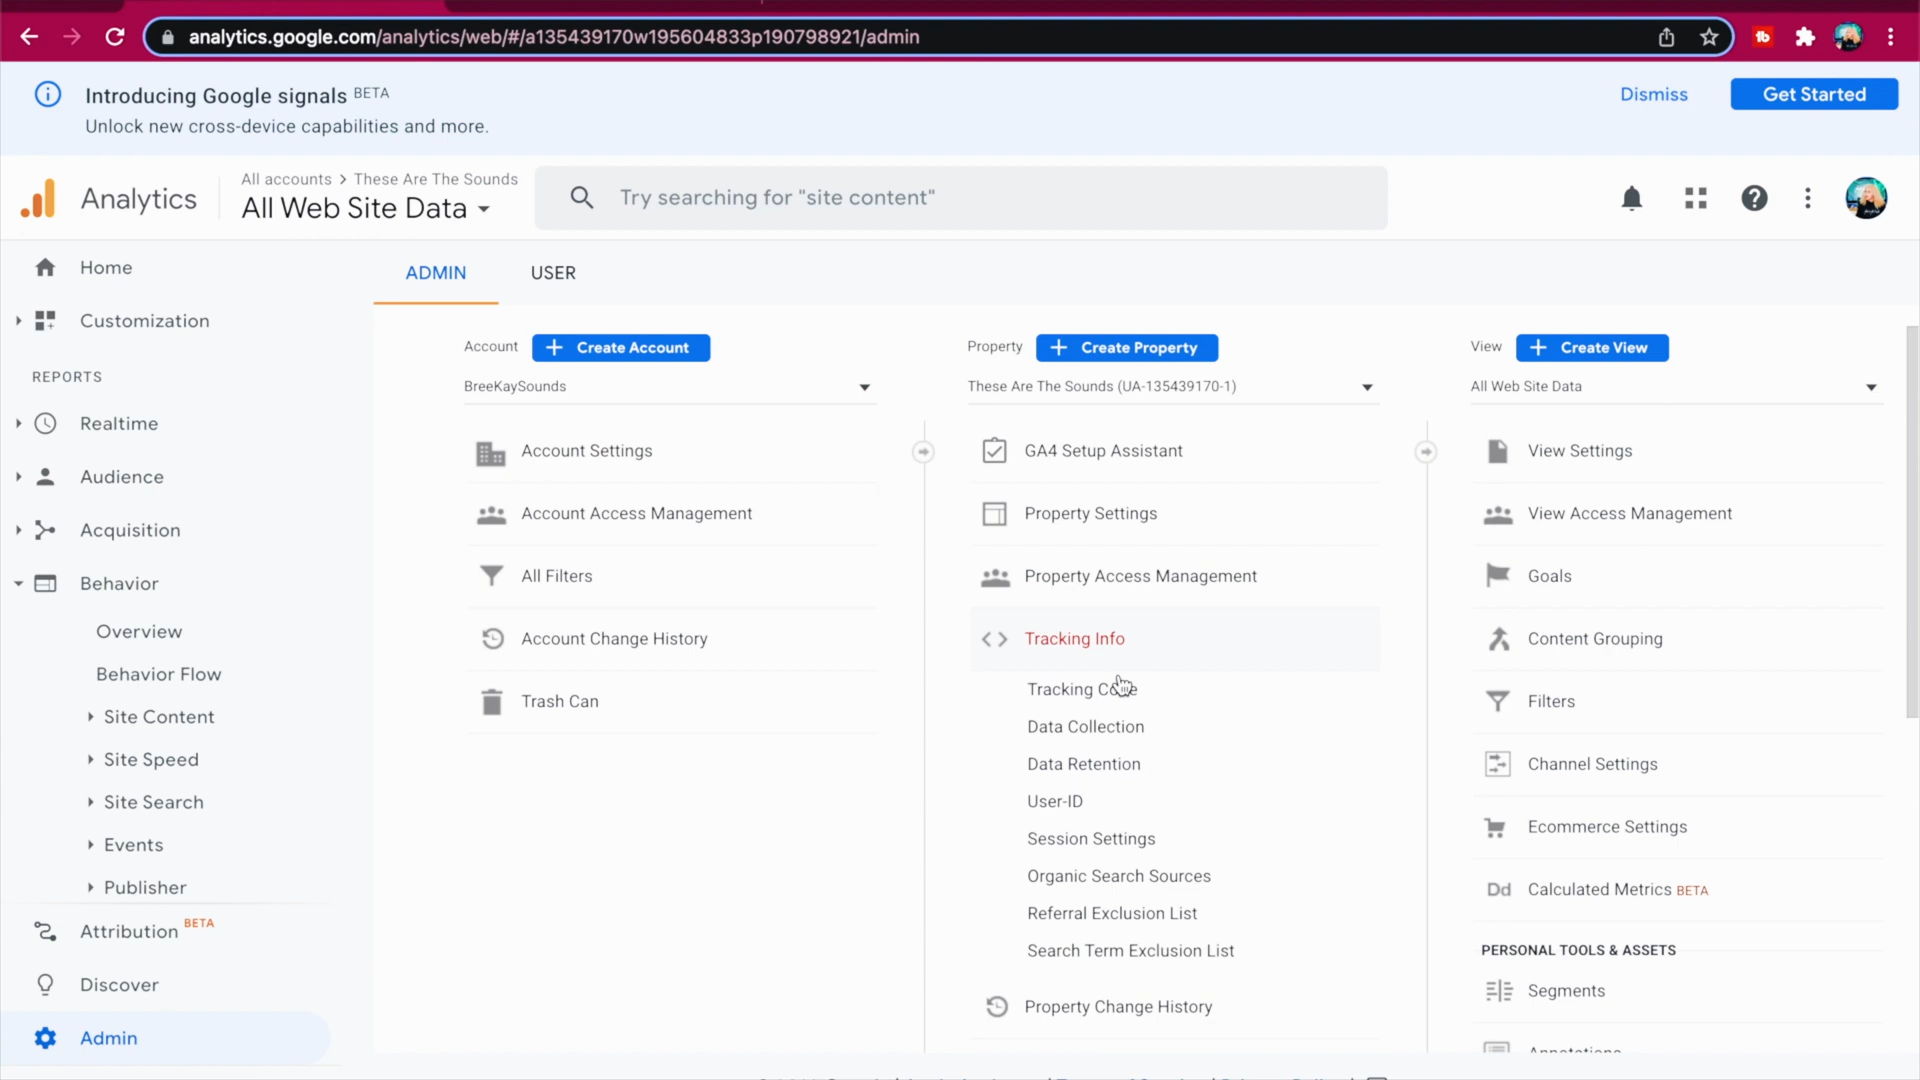 analytics.google.com/analytics/web/#/a135439170w195604833p190798921/admin
Introducing Google signals BETA
Unlock new cross-device capabilities and more.
Dismiss
Get Started
Analytics
All accounts > These Are The Sounds
All Web Site Data
Try searching for "site content"
Home
Customization
REPORTS
Realtime
Audience
Acquisition
Behavior
Overview
Behavior Flow
Site Content
Site Speed
Site Search
Events
Publisher
Attribution BETA
Discover
Admin
ADMIN
USER
Account
+ Create Account
BreeKaySounds
Account Settings
Account Access Management
All Filters
Account Change History
Trash Can
Property
+ Create Property
These Are The Sounds (UA-135439170-1)
GA4 Setup Assistant
Property Settings
Property Access Management
Tracking Info
Tracking Code
Data Collection
Data Retention
User-ID
Session Settings
Organic Search Sources
Referral Exclusion List
Search Term Exclusion List
Property Change History
View
+ Create View
All Web Site Data
View Settings
View Access Management
Goals
Content Grouping
Filters
Channel Settings
Ecommerce Settings
Dd Calculated Metrics BETA
PERSONAL TOOLS & ASSETS
Segments